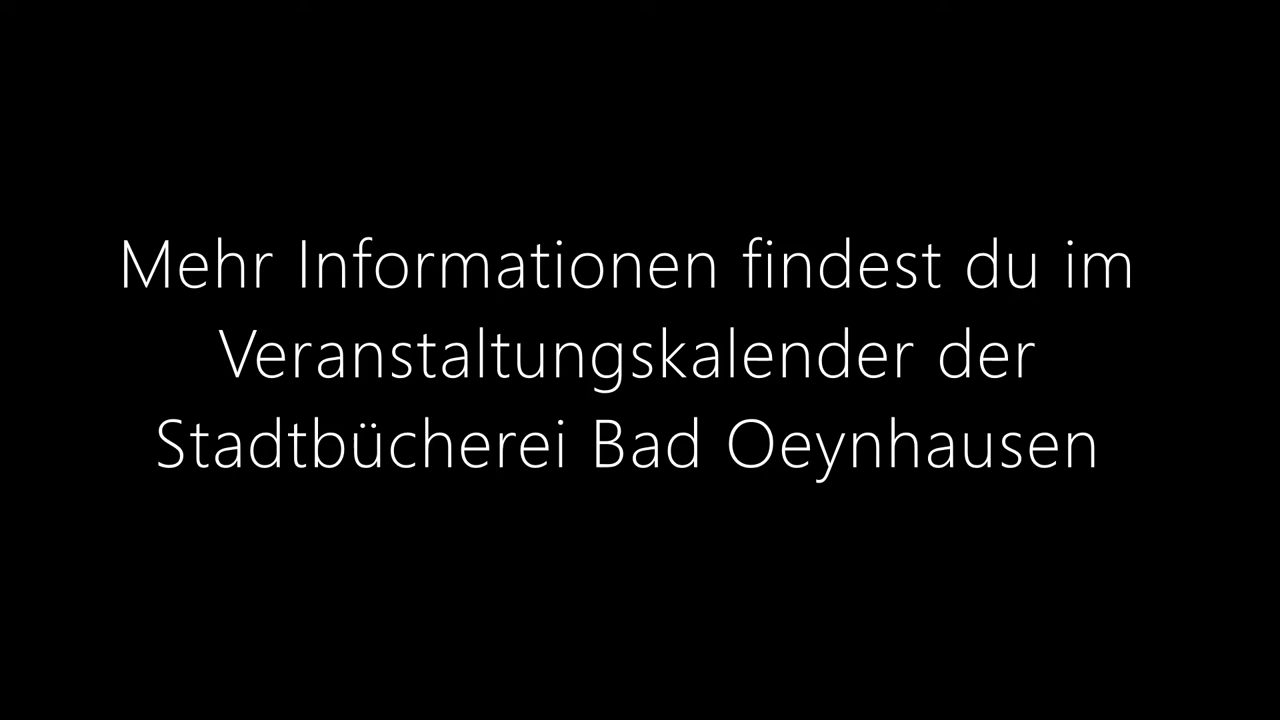 Mehr Informationen findest du im
Veranstaltungskalender der
Stadtbücherei Bad Oeynhausen